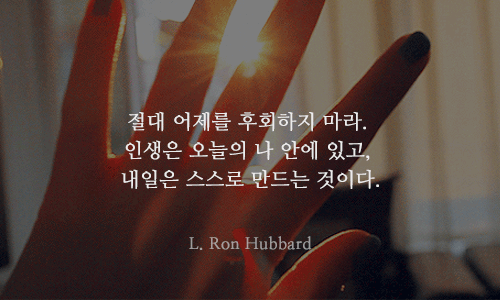 절대 어제를 후회하지 마라.
인생은 오늘의 나 안에 있고,
내일은 스스로 만드는 것이다.
L. Ron Hubbard